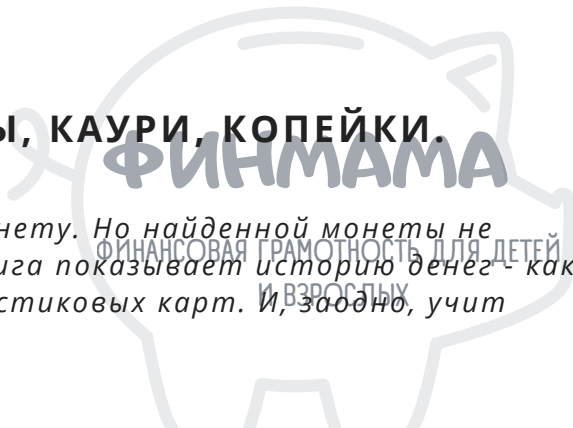 Ы, КАУРИ, КОПЕЙКИ.
ФИНМАМА
нету. Но найденной монеты не
ФИНАНСОВАЯ ГРАМОТНОСТЬ ДЛЯ ДЕТЕЙ
ига показывает историю денег - как
И ВЗРОСЛЫХ
стиковых карт. И, заодно, учит